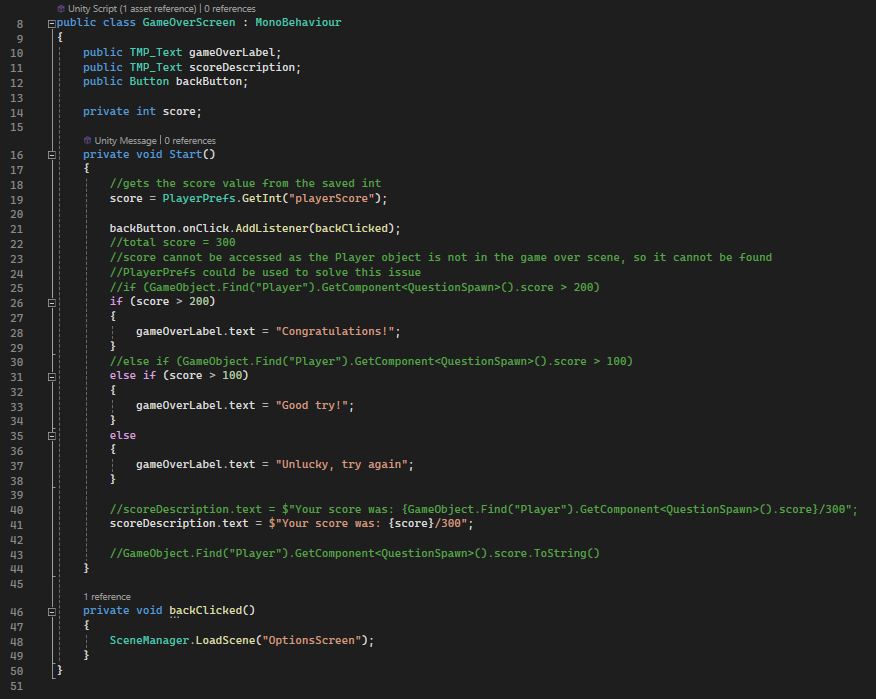 Unity Script (1 asset reference) | 0 references
8 public class GameOverScreen : MonoBehaviour
9 {
10 public TMP_Text gameOverLabel;
11 public TMP_Text scoreDescription;
12 public Button backButton;
13
14 private int score;
15
Unity Message | 0 references
16 private void Start()
17 {
18 //gets the score value from the saved int
19 score = PlayerPrefs.GetInt("playerScore");
20
21 backButton.onClick.AddListener(backClicked);
22 //total score = 300
23 //score cannot be accessed as the Player object is not in the game over scene, so it cannot be found
24 //PlayerPrefs could be used to solve this issue
25 //if (GameObject.Find("Player").GetComponent<QuestionSpawn>().score > 200)
26 if (score > 200)
27 {
28 gameOverLabel.text = "Congratulations!";
29 }
30 //else if (GameObject.Find("Player").GetComponent<QuestionSpawn>().score > 100)
31 else if (score > 100)
32 {
33 gameOverLabel.text = "Good try!";
34 }
35 else
36 {
37 gameOverLabel.text = "Unlucky, try again";
38 }
39
40 //scoreDescription.text = $"Your score was: {GameObject.Find("Player").GetComponent<QuestionSpawn>().score}/300";
41 scoreDescription.text = $"Your score was: {score}/300";
42
43 //GameObject.Find("Player").GetComponent<QuestionSpawn>().score.ToString()
44 }
45
1 reference
46 private void backClicked()
47 {
48 SceneManager.LoadScene("OptionsScreen");
49 }
50 }
51